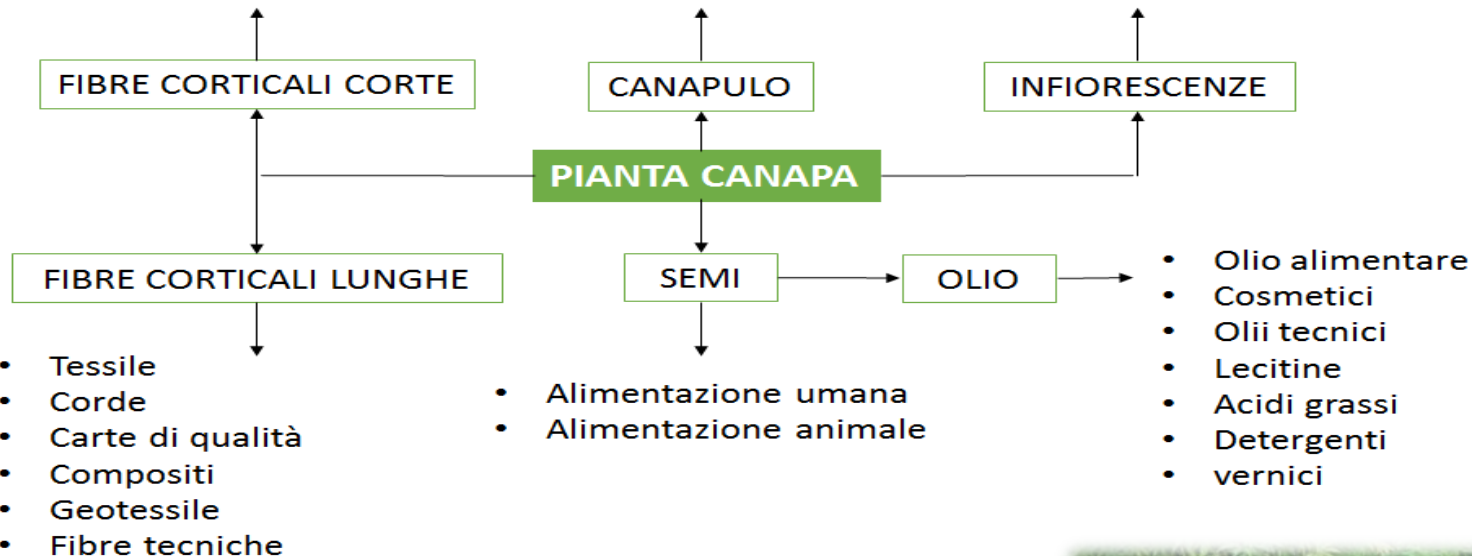 FIBRE CORTICALI CORTE
CANAPULO
INFIORESCENZE
PIANTA CANAPA
FIBRE CORTICALI LUNGHE
SEMI
OLIO
• Olio alimentare
• Cosmetici
• Olii tecnici
• Lecitine
• Acidi grassi
• Detergenti
• vernici
• Tessile
• Corde
• Carte di qualità
• Compositi
• Geotessile
• Fibre tecniche
• Alimentazione umana
• Alimentazione animale